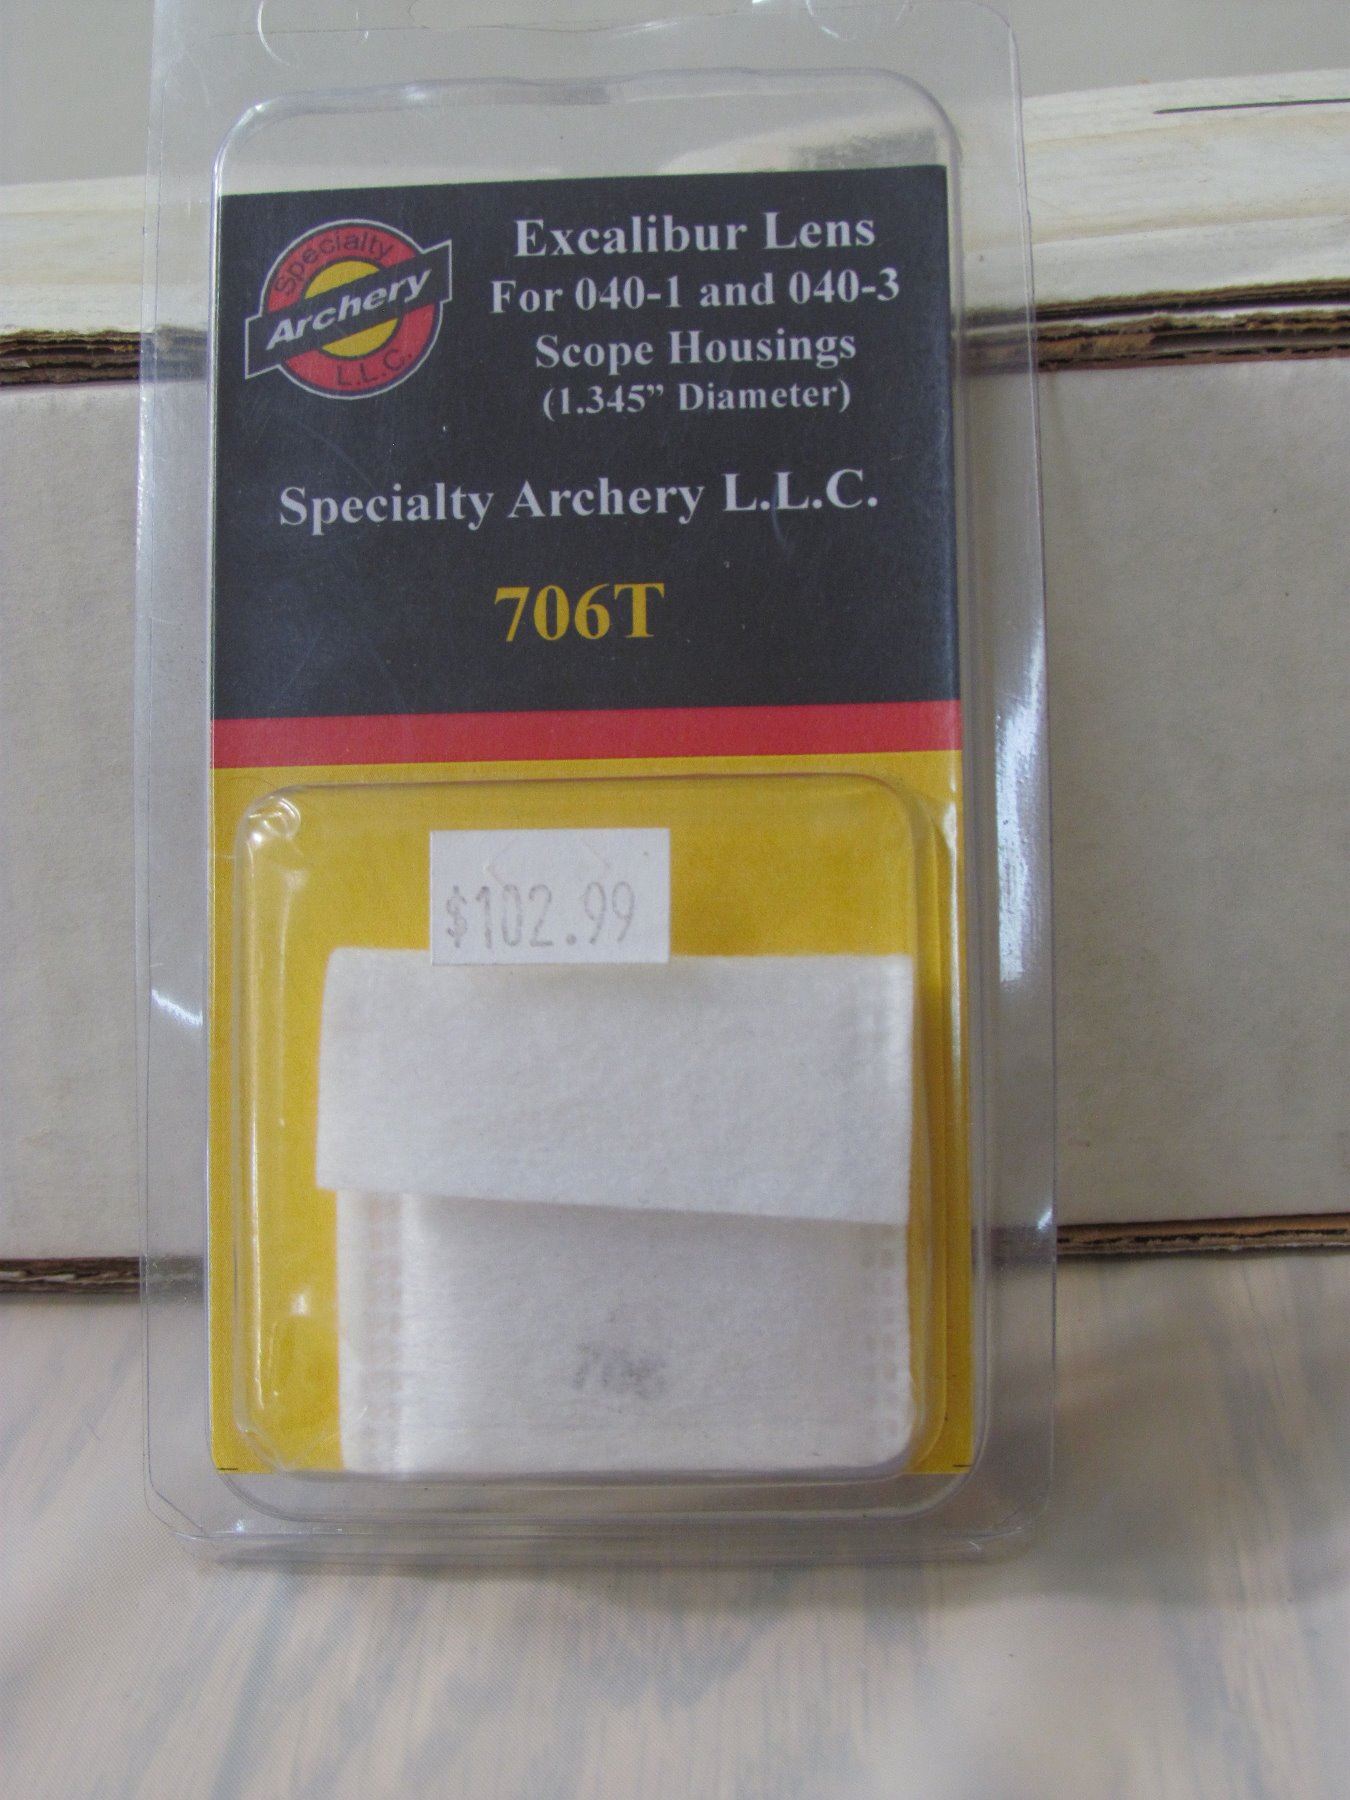 Specialty
Archery
L.L.C.
Excalibur Lens
For 040-1 and 040-3
Scope Housings
(1.345” Diameter)
Specialty Archery L.L.C.
706T
$102.99